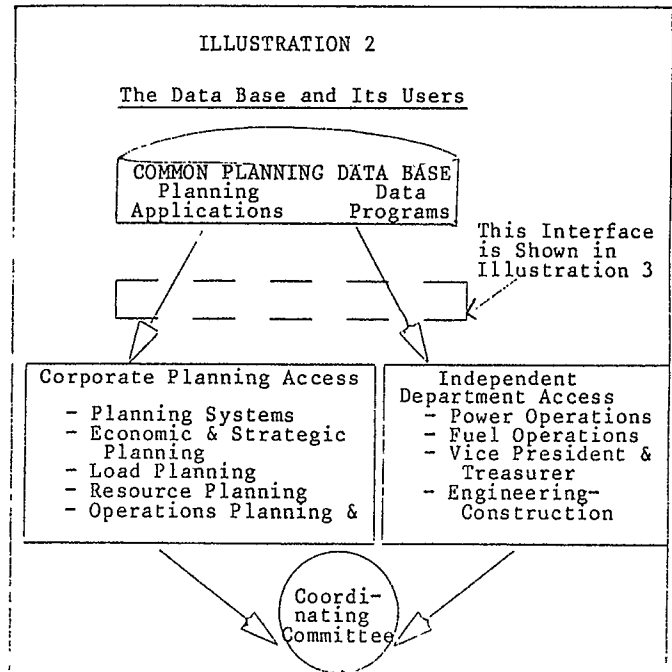 ILLUSTRATION 2
The Data Base and Its Users
COMMON PLANNING DATA BASE
Planning Data
Applications Programs
This Interface
is Shown in
Illustration 3
Corporate Planning Access
- Planning Systems
- Economic & Strategic
Planning
- Load Planning
- Resource Planning
- Operations Planning &
Independent
Department Access
- Power Operations
- Fuel Operations
- Vice President &
Treasurer
- Engineering-
Construction
Coordi-
nating
Committee